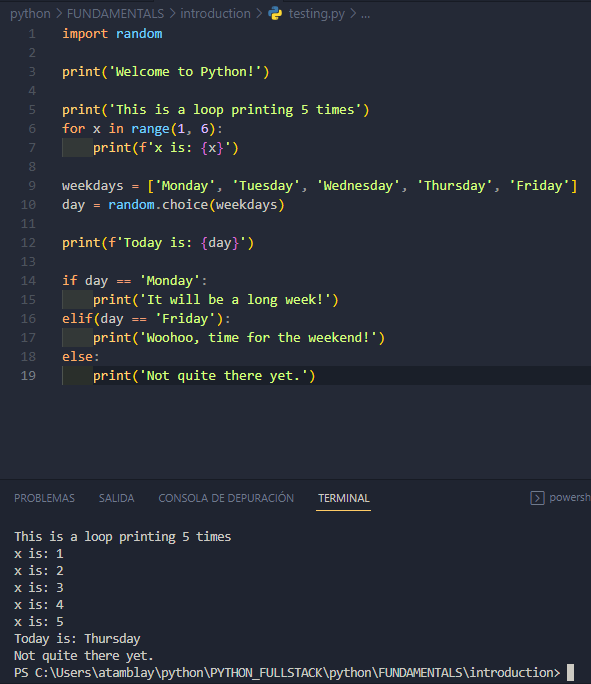 python > FUNDAMENTALS > introduction > testing.py > ...
1 import random
2
3 print('Welcome to Python!')
4
5 print('This is a loop printing 5 times')
6 for x in range(1, 6):
7     print(f'x is: {x}')
8
9 weekdays = ['Monday', 'Tuesday', 'Wednesday', 'Thursday', 'Friday']
10 day = random.choice(weekdays)
11
12 print(f'Today is: {day}')
13
14 if day == 'Monday':
15     print('It will be a long week!')
16 elif(day == 'Friday'):
17     print('Woohoo, time for the weekend!')
18 else:
19     print('Not quite there yet.')
PROBLEMAS SALIDA CONSOLA DE DEPURACIÓN TERMINAL powersh
This is a loop printing 5 times
x is: 1
x is: 2
x is: 3
x is: 4
x is: 5
Today is: Thursday
Not quite there yet.
PS C:\Users\atamblay\python\PYTHON_FULLSTACK\python\FUNDAMENTALS\introduction>